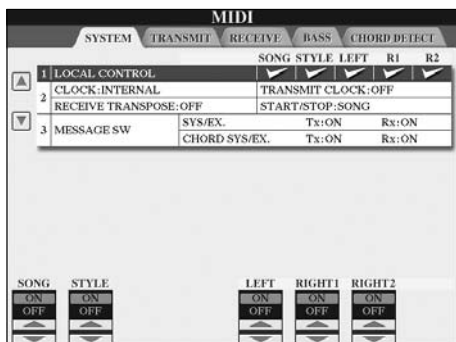 MIDI
SYSTEM TRANSMIT RECEIVE BASS CHORD DETECT
SONG STYLE LEFT R1 R2
1 LOCAL CONTROL
2 CLOCK:INTERNAL TRANSMIT CLOCK:OFF
RECEIVE TRANSPOSE:OFF START/STOP:SONG
3 MESSAGE SW SYS/EX. Tx:ON Rx:ON
CHORD SYS/EX. Tx:ON Rx:ON
SONG STYLE LEFT RIGHT1 RIGHT2
ON ON ON ON ON
OFF OFF OFF OFF OFF